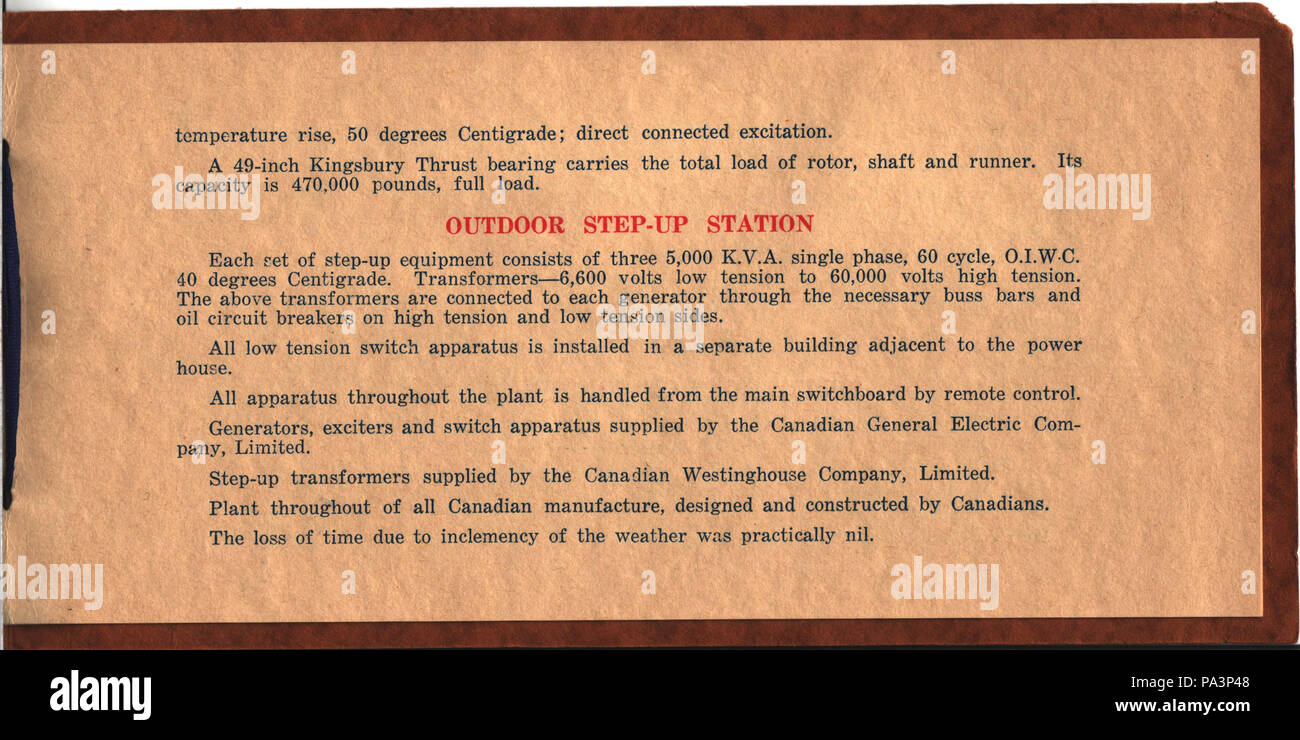 temperature rise, 50 degrees Centigrade; direct connected excitation.
A 49-inch Kingsbury Thrust bearing carries the total load of rotor, shaft and runner. Its
capacity is 470,000 pounds, full load.
OUTDOOR STEP-UP STATION
Each set of step-up equipment consists of three 5,000 K.V.A. single phase, 60 cycle, O.I.W.C.
40 degrees Centigrade. Transformers—6,600 volts low tension to 60,000 volts high tension.
The above transformers are connected to each generator through the necessary buss bars and
oil circuit breakers on high tension and low tension sides.
All low tension switch apparatus is installed in a separate building adjacent to the power
house.
All apparatus throughout the plant is handled from the main switchboard by remote control.
Generators, exciters and switch apparatus supplied by the Canadian General Electric Com-
pany, Limited.
Step-up transformers supplied by the Canadian Westinghouse Company, Limited.
Plant throughout of all Canadian manufacture, designed and constructed by Canadians.
The loss of time due to inclemency of the weather was practically nil.
a a a a a
alamy alamy
a alamy a
a a a
alamy a alamy a
alamy
Image ID: PA3P48
www.alamy.com